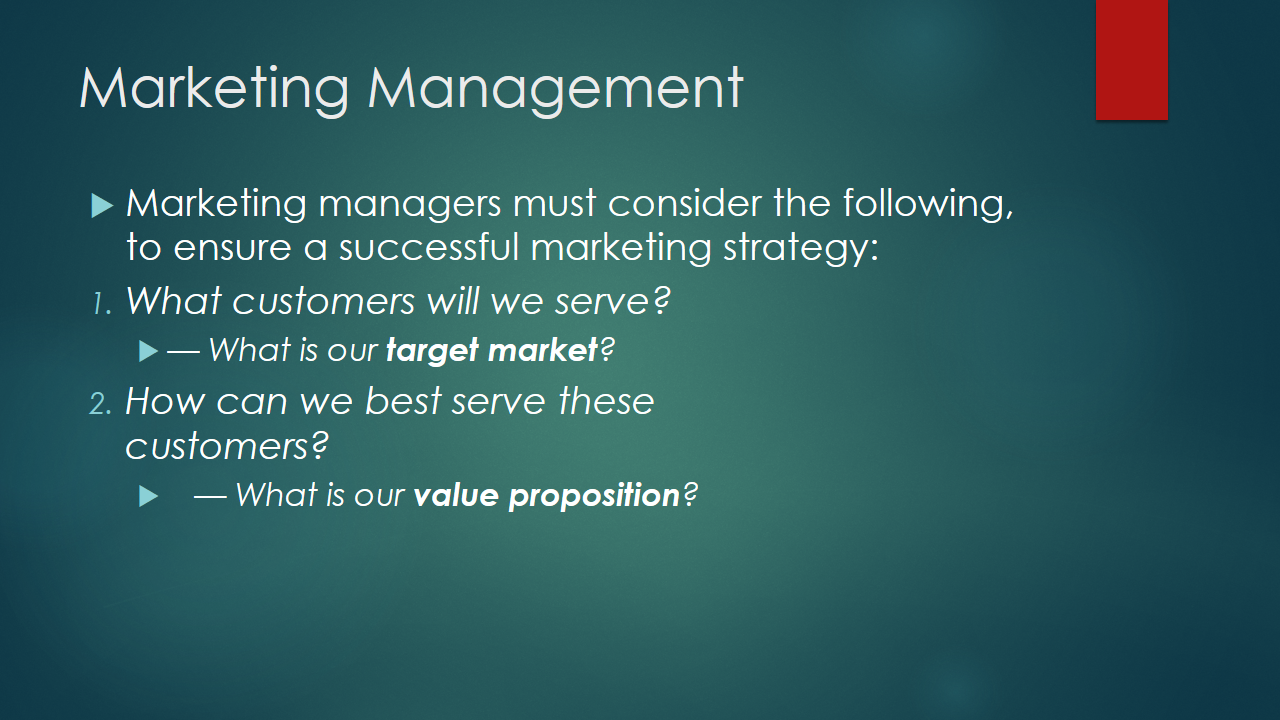 Marketing Management
Marketing managers must consider the following,
to ensure a successful marketing strategy:
1. What customers will we serve?
— What is our target market?
2. How can we best serve these
customers?
— What is our value proposition?